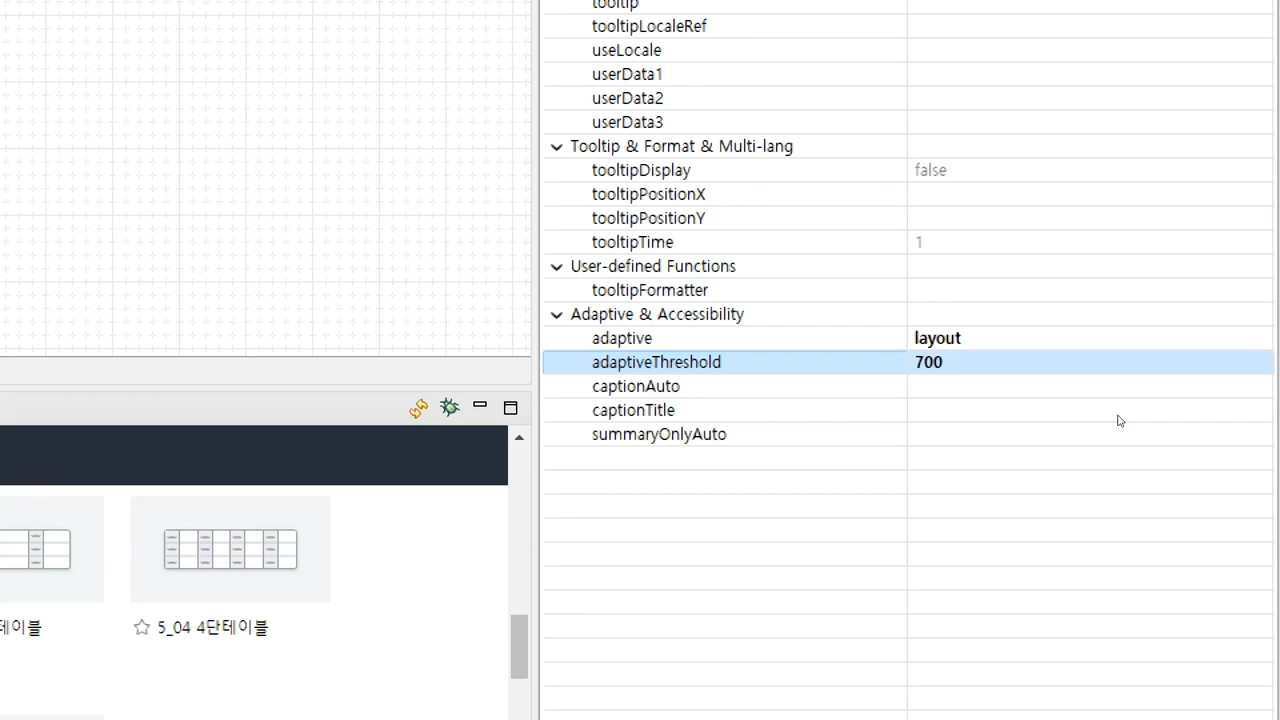 tooltip
tooltipLocaleRef
useLocale
userData1
userData2
userData3
Tooltip & Format & Multi-lang
tooltipDisplay false
tooltipPositionX
tooltipPositionY
tooltipTime 1
User-defined Functions
tooltipFormatter
Adaptive & Accessibility
adaptive layout
adaptiveThreshold 700
captionAuto
captionTitle
summaryOnlyAuto
테이블
5_04 4단테이블